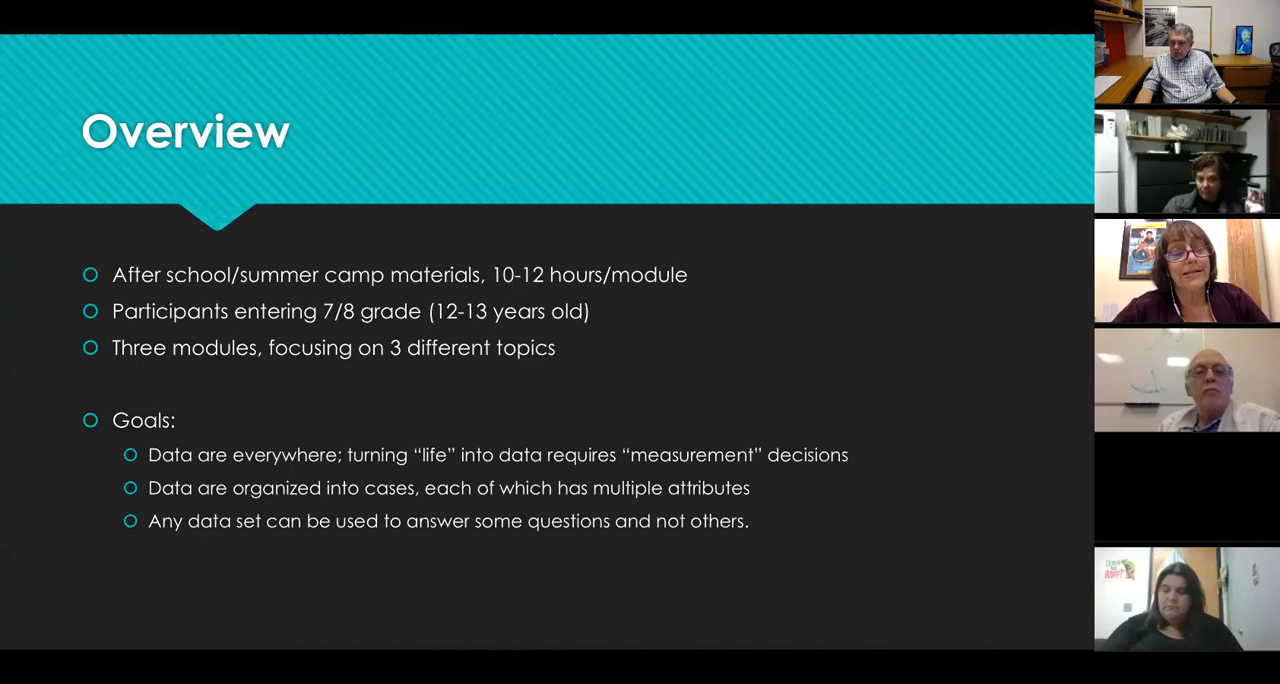 Overview
After school/summer camp materials, 10-12 hours/module
Participants entering 7/8 grade (12-13 years old)
Three modules, focusing on 3 different topics
Goals:
Data are everywhere; turning “life” into data requires “measurement” decisions
Data are organized into cases, each of which has multiple attributes
Any data set can be used to answer some questions and not others.